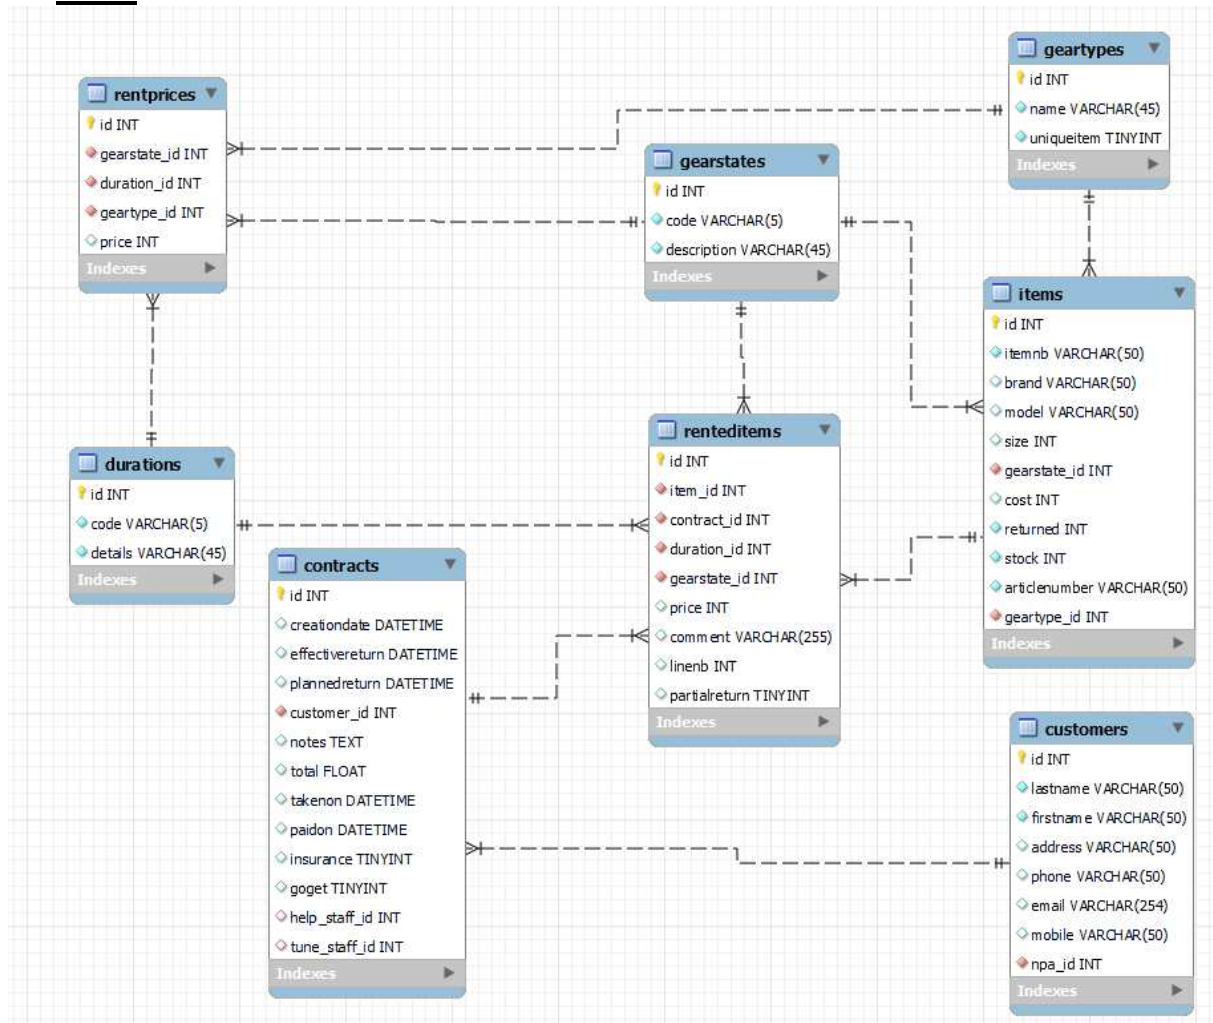 rentprices
id INT
gearstate_id INT
duration_id INT
geartype_id INT
price INT
Indexes
geartypes
id INT
name VARCHAR(45)
uniqueitem TINYINT
Indexes
gearstates
id INT
code VARCHAR(5)
description VARCHAR(45)
Indexes
items
id INT
itemnb VARCHAR(50)
brand VARCHAR(50)
model VARCHAR(50)
size INT
gearstate_id INT
cost INT
returned INT
stock INT
articlenumber VARCHAR(50)
geartype_id INT
Indexes
durations
id INT
code VARCHAR(5)
details VARCHAR(45)
Indexes
renteditems
id INT
item_id INT
contract_id INT
duration_id INT
gearstate_id INT
price INT
comment VARCHAR(255)
linenb INT
partialreturn TINYINT
Indexes
contracts
id INT
creationdate DATETIME
effectivereturn DATETIME
plannedreturn DATETIME
customer_id INT
notes TEXT
total FLOAT
takenon DATETIME
paidon DATETIME
insurance TINYINT
goget TINYINT
help_staff_id INT
tune_staff_id INT
Indexes
customers
id INT
lastname VARCHAR(50)
firstname VARCHAR(50)
address VARCHAR(50)
phone VARCHAR(50)
email VARCHAR(254)
mobile VARCHAR(50)
npa_id INT
Indexes